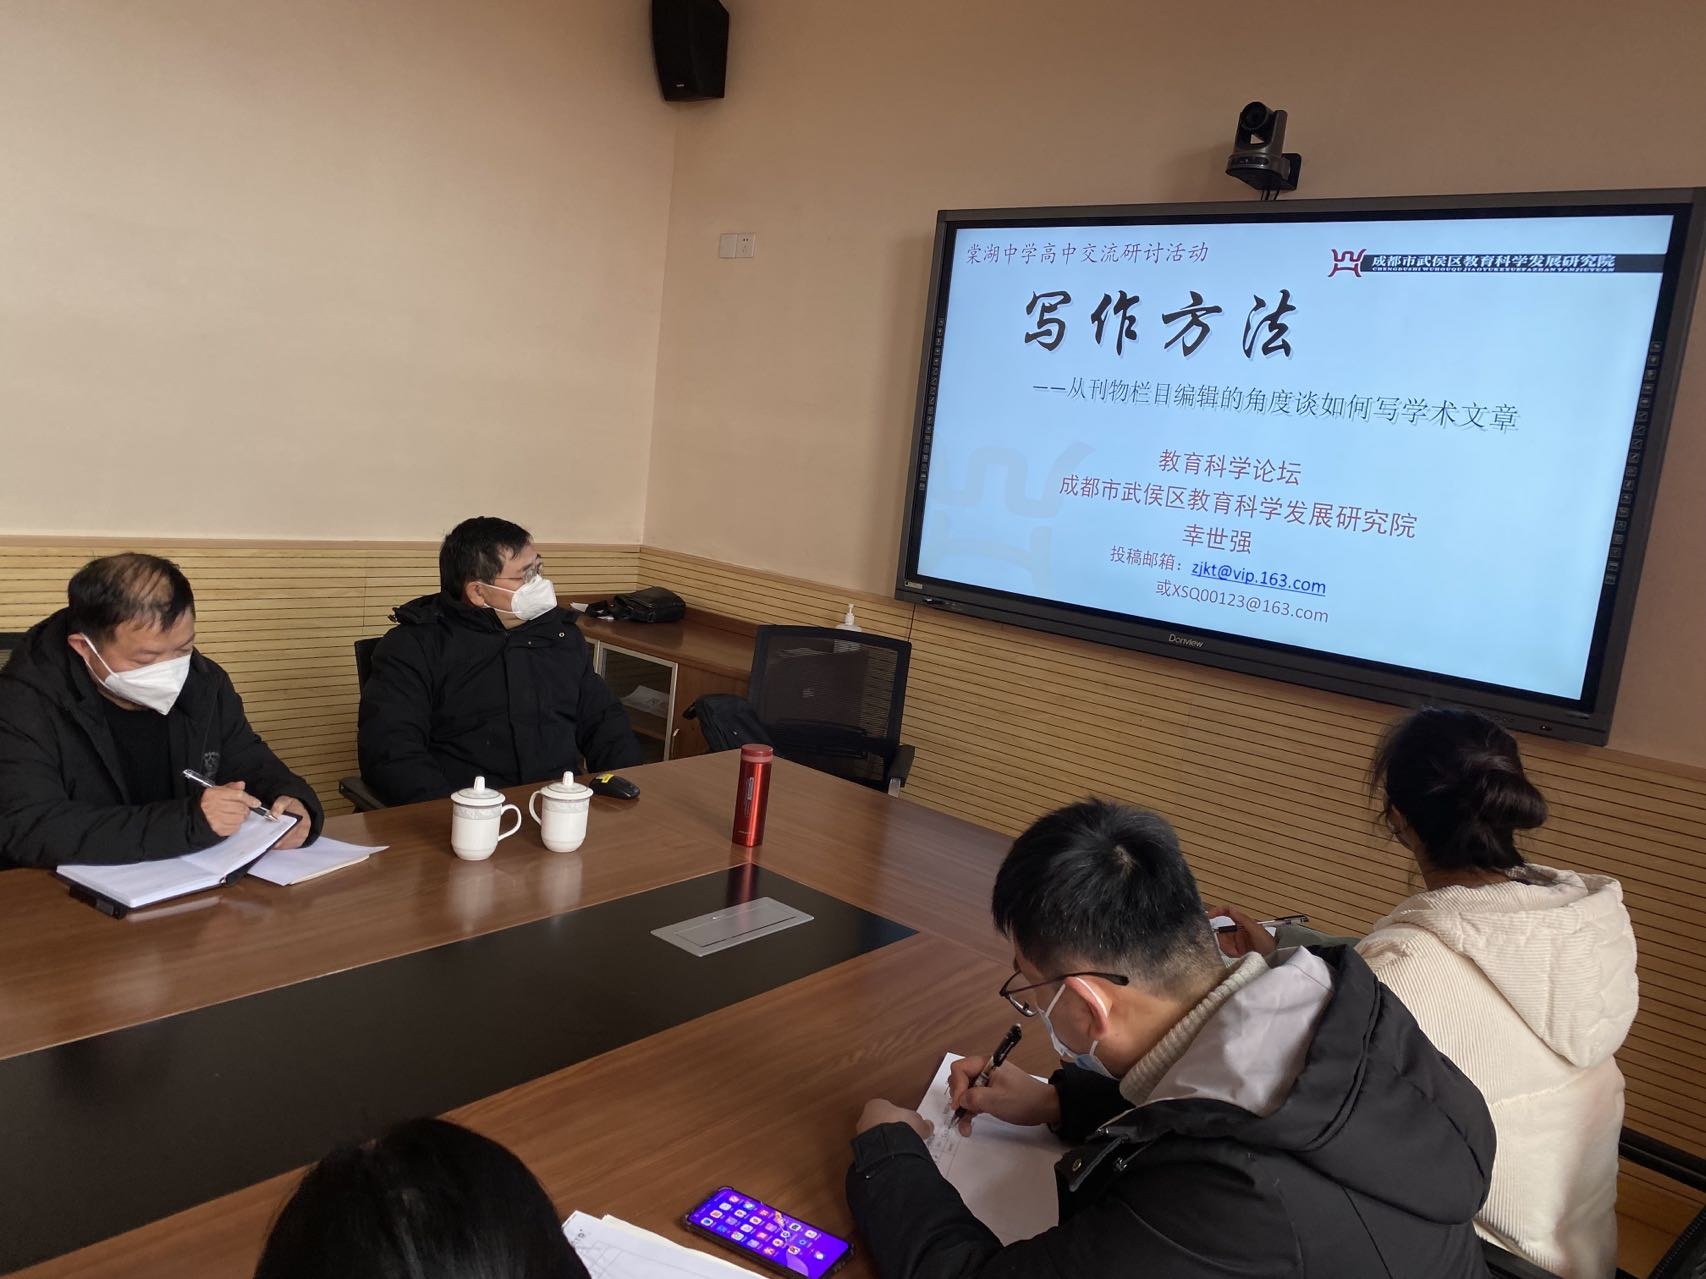 棠湖中学高中交流研讨活动
成都市武侯区教育科学发展研究院
CHENGDUSHI WUHOUQU JIAOYUKEXUEFAZHAN YANJIUYUAN
写作方法
——从刊物栏目编辑的角度谈如何写学术文章
教育科学论坛
成都市武侯区教育科学发展研究院
幸世强
投稿邮箱：zjkt@vip.163.com
或XSQ00123@163.com
Donview